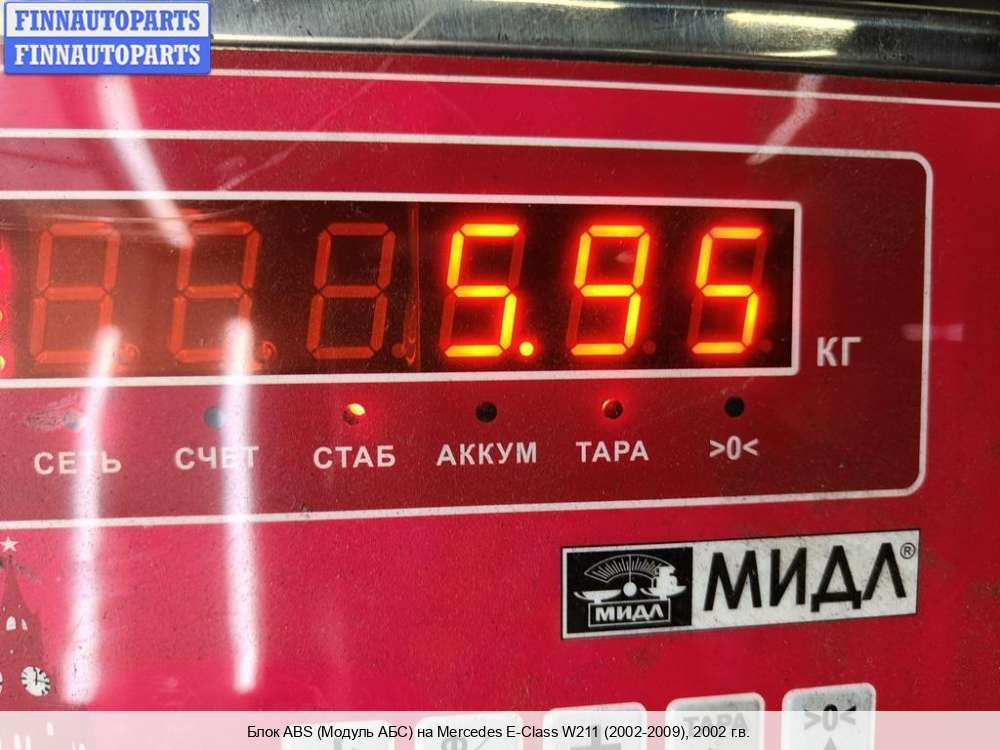 FINNAUTOPARTS
FINNAUTOPARTS
5.95
КГ
СЕТЬ СЧЕТ СТАБ АККУМ ТАРА >0<
МИДЛ МИДЛ®
ТАРА >0<
Блок ABS (Модуль АБС) на Mercedes E-Class W211 (2002-2009), 2002 гв.